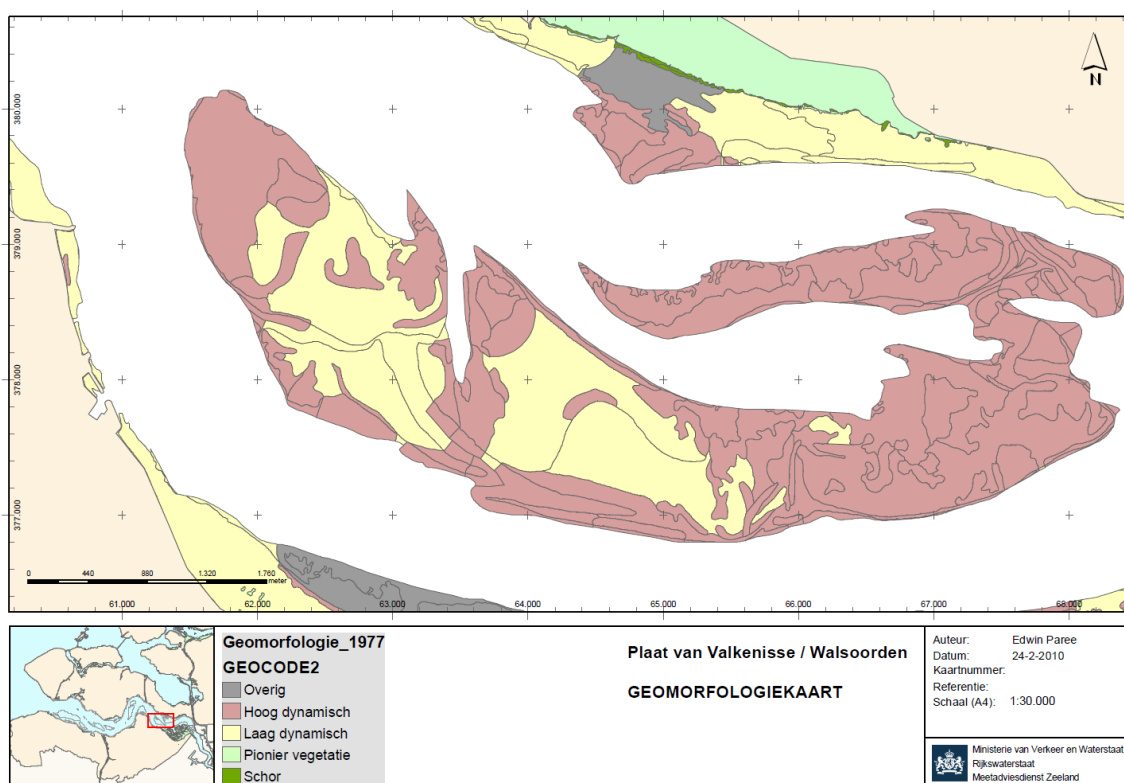 N
380.000
379.000
378.000
377.000
0 440 880 1.320 1.760
meter
61.000 62.000 63.000 64.000 65.000 66.000 67.000 68.000
Geomorfologie_1977
GEOCODE2
Overig
Hoog dynamisch
Laag dynamisch
Pionier vegetatie
Schor
Plaat van Valkenisse / Walsoorden
GEOMORFOLOGIEKAART
Auteur: Edwin Paree
Datum: 24-2-2010
Kaartnummer:
Referentie:
Schaal (A4): 1:30.000
Ministerie van Verkeer en Waterstaat
Rijkswaterstaat
Meetadviesdienst Zeeland